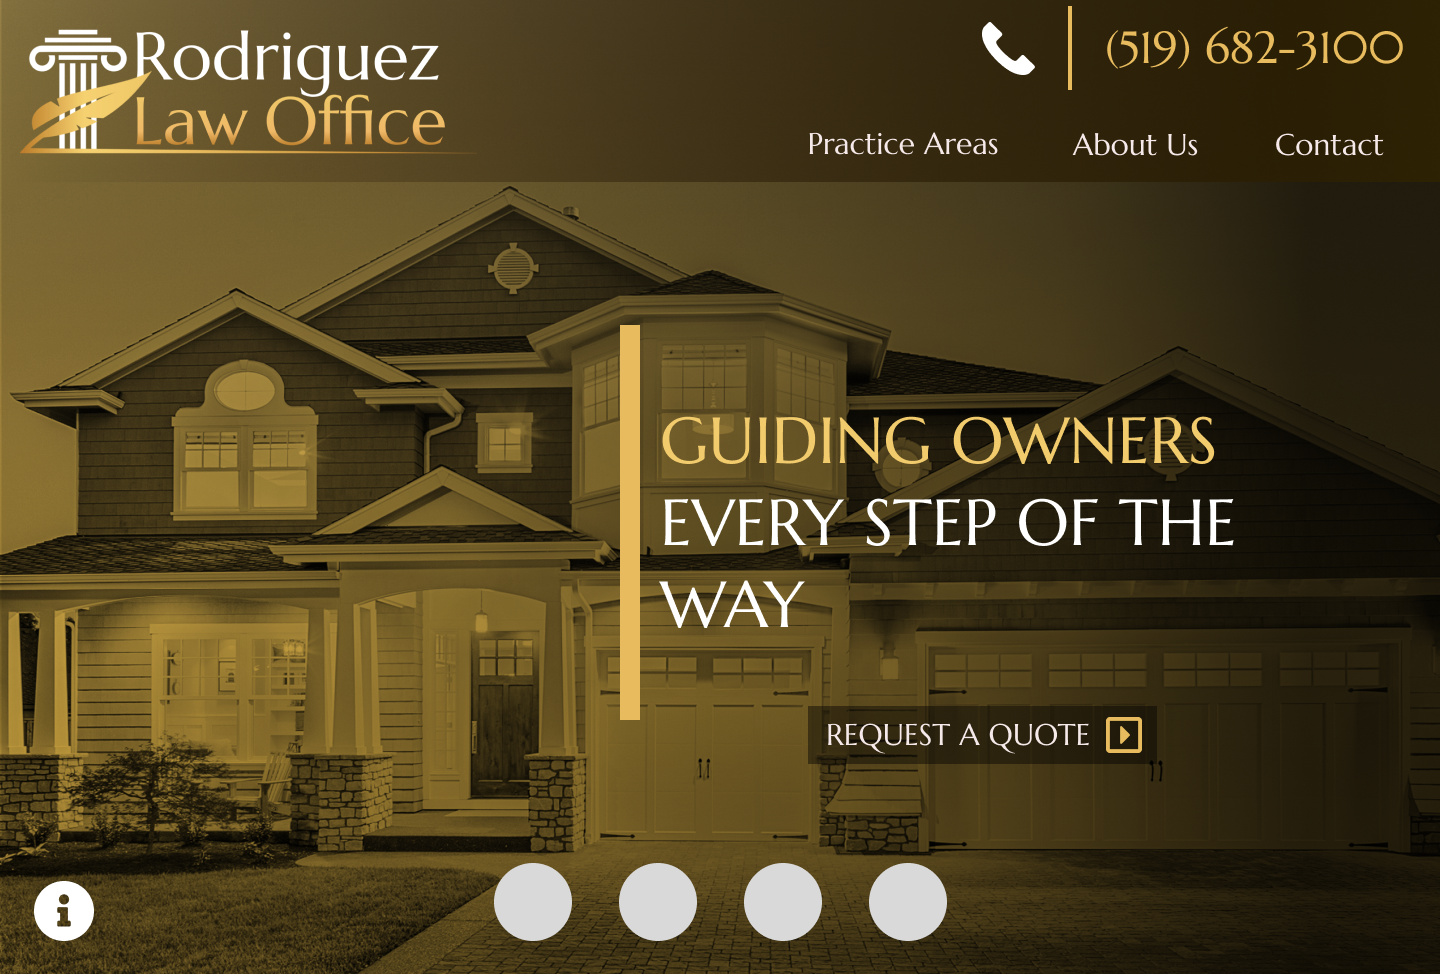 Rodriguez
Law Office
(519) 682-3100
Practice Areas
About Us
Contact
GUIDING OWNERS
EVERY STEP OF THE
WAY
REQUEST A QUOTE